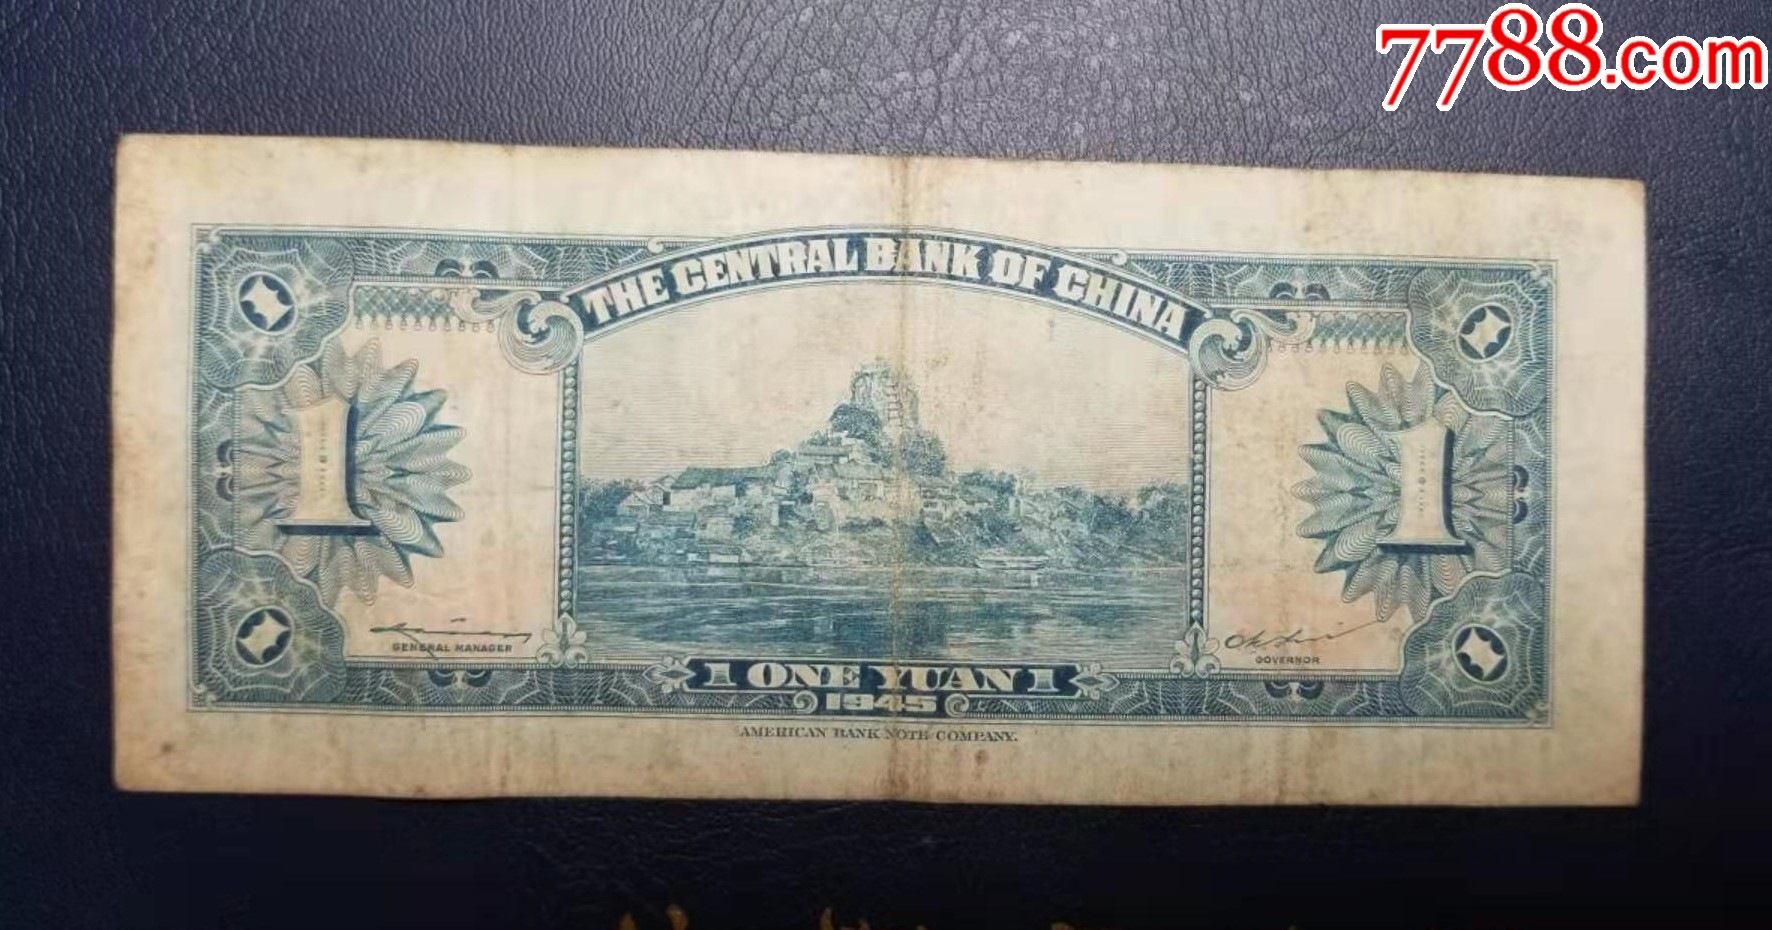 7788.com
THE CENTRAL BANK OF CHINA
1
1
GENERAL MANAGER
GOVERNOR
1 ONE YUAN 1
1945
AMERICAN BANK NOTE COMPANY.